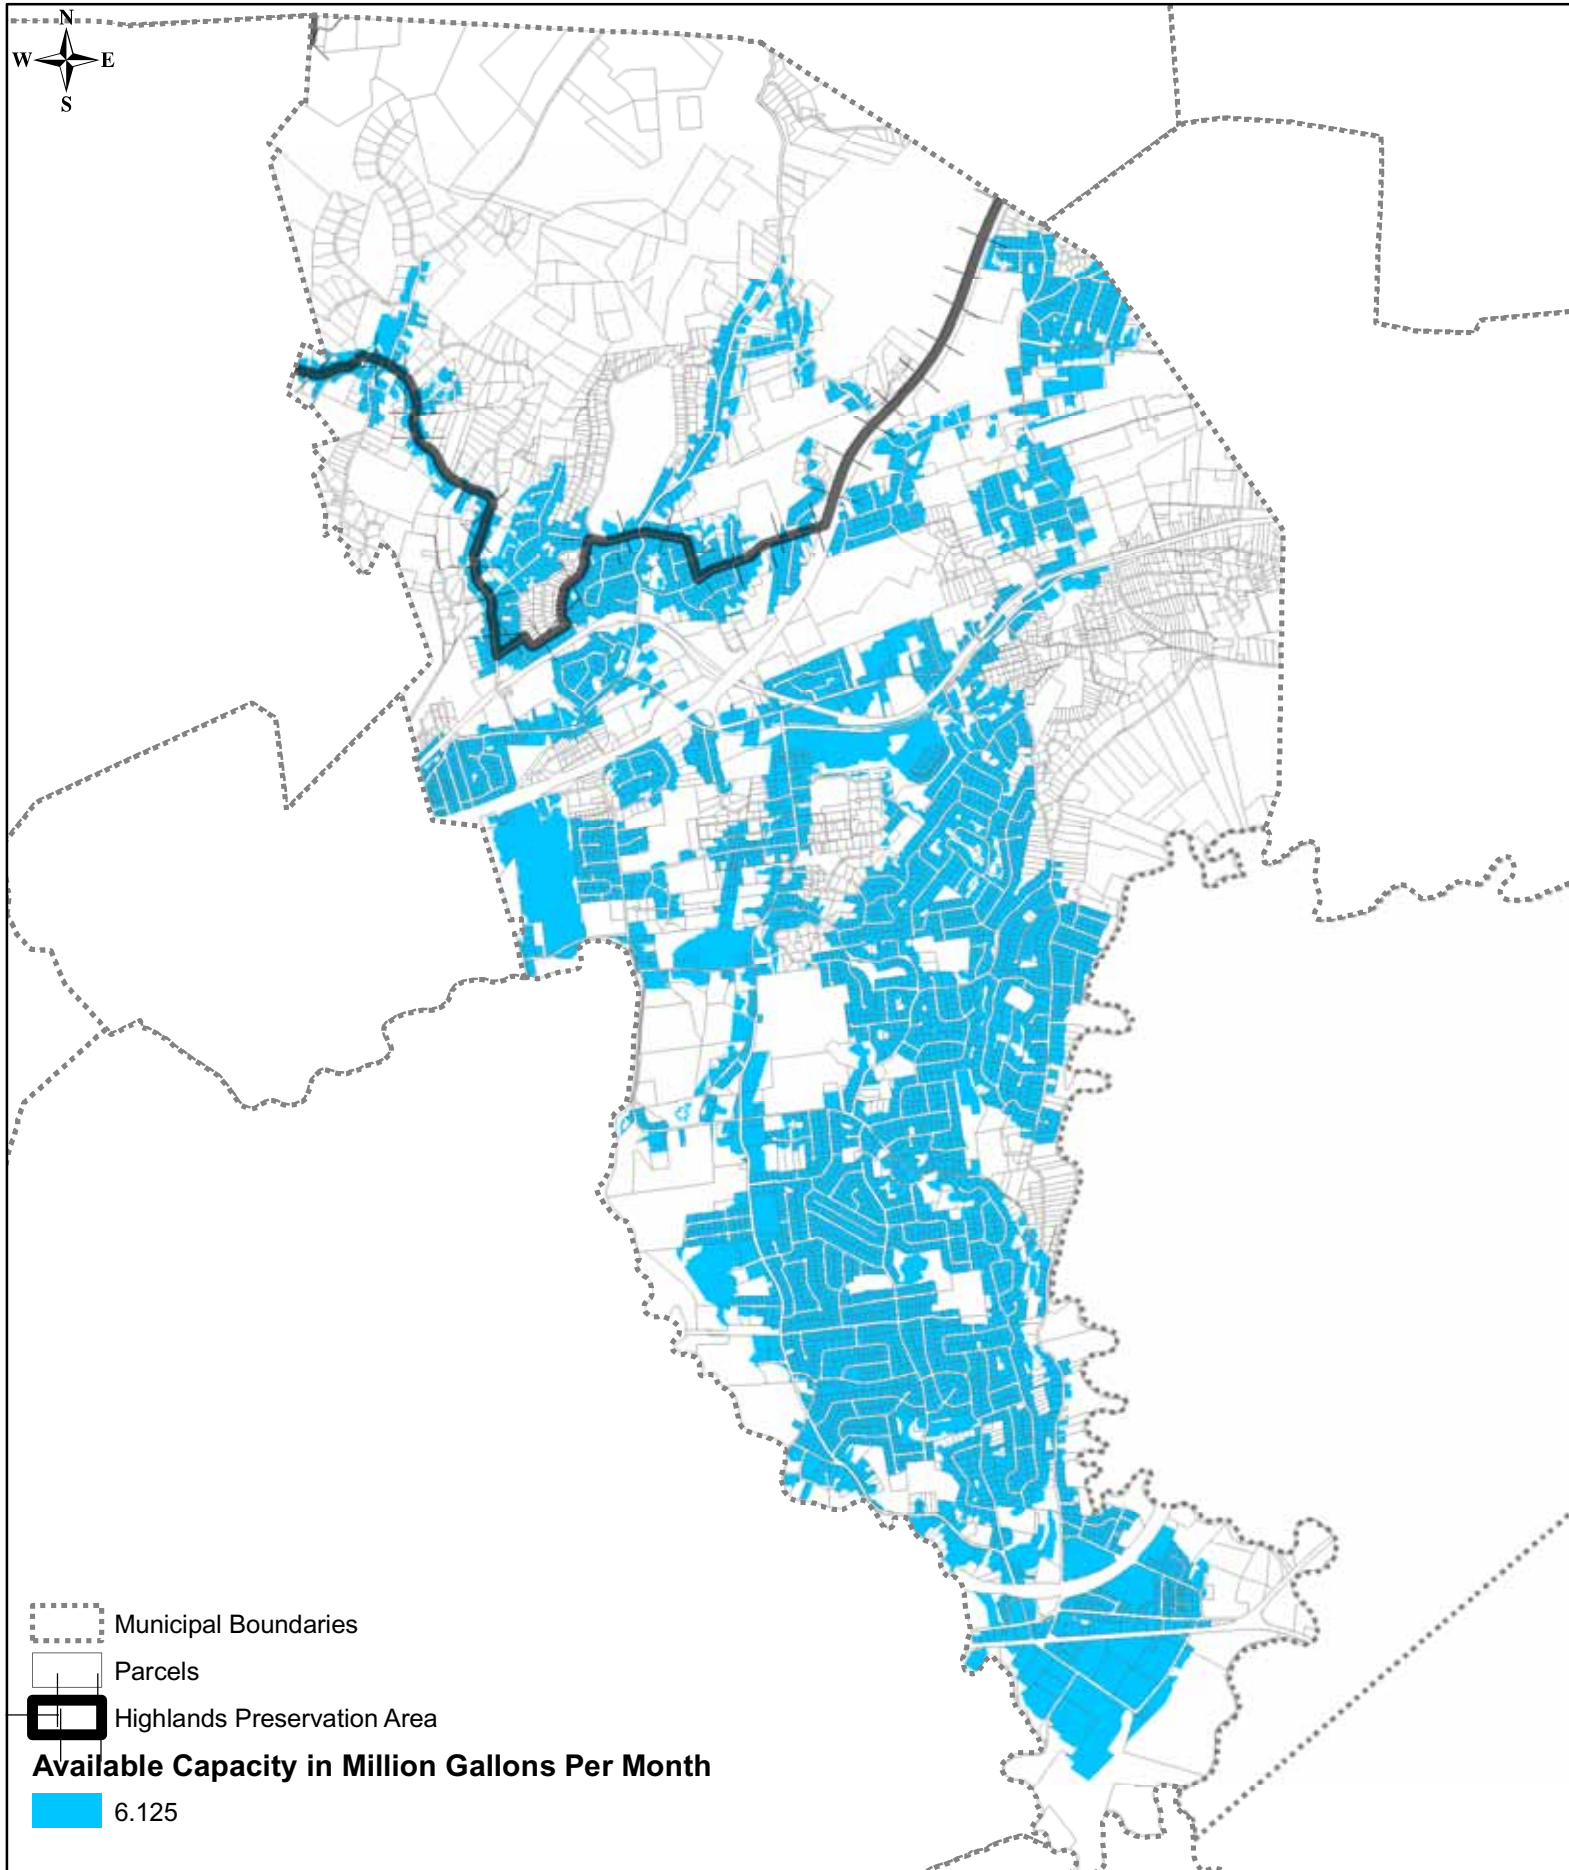 N
W E
S
Municipal Boundaries
Parcels
Highlands Preservation Area
Available Capacity in Million Gallons Per Month
6.125